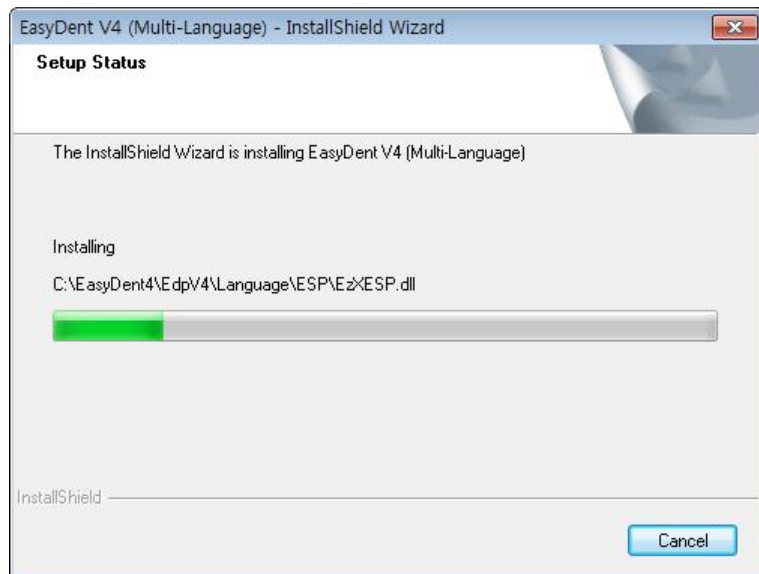 EasyDent V4 (Multi-Language) - InstallShield Wizard
Setup Status
The InstallShield Wizard is installing EasyDent V4 (Multi-Language)
Installing
C:\EasyDent4\EdpV4\Language\ESP\EzXESP.dll
InstallShield
Cancel